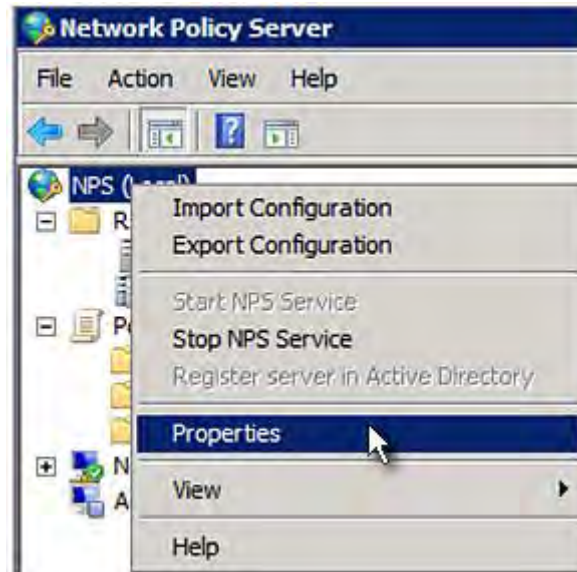 Network Policy Server
File Action View Help
NPS (Local)
Import Configuration
Export Configuration
Start NPS Service
Stop NPS Service
Register server in Active Directory
Properties
View
Help